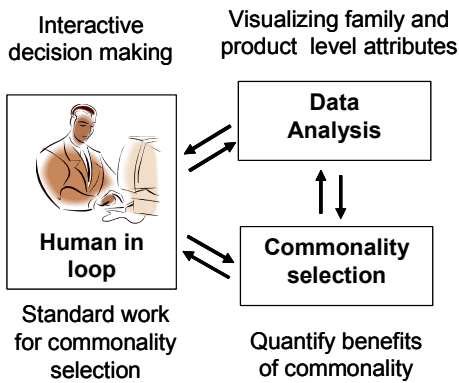 Interactive
decision making
Visualizing family and
product level attributes
Data
Analysis
Human in
loop
Commonality
selection
Standard work
for commonality
selection
Quantify benefits
of commonality